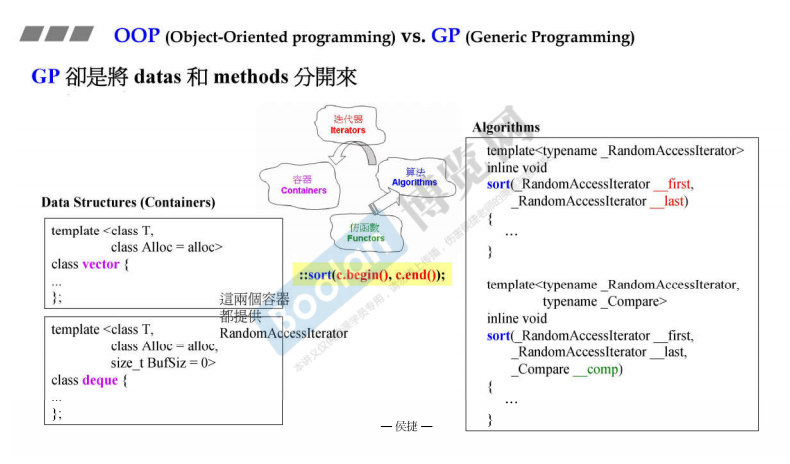 OOP (Object-Oriented programming) vs. GP (Generic Programming)
GP 卻是將 datas 和 methods 分開來
迭代器
Iterators
容器
Containers
算法
Algorithms
仿函數
Functors
::sort(c.begin(), c.end());
Data Structures (Containers)
template <class T,
class Alloc = alloc>
class vector {
...
};
這兩個容器
都提供
RandomAccessIterator
template <class T,
class Alloc = alloc,
size_t BufSiz = 0>
class deque {
...
};
Algorithms
template<typename _RandomAccessIterator>
inline void
sort(_RandomAccessIterator __first,
_RandomAccessIterator __last)
{
…
}
template<typename _RandomAccessIterator,
typename _Compare>
inline void
sort(_RandomAccessIterator __first,
_RandomAccessIterator __last,
_Compare __comp)
{
…
}
Boolan
博览网
— 侯捷 —